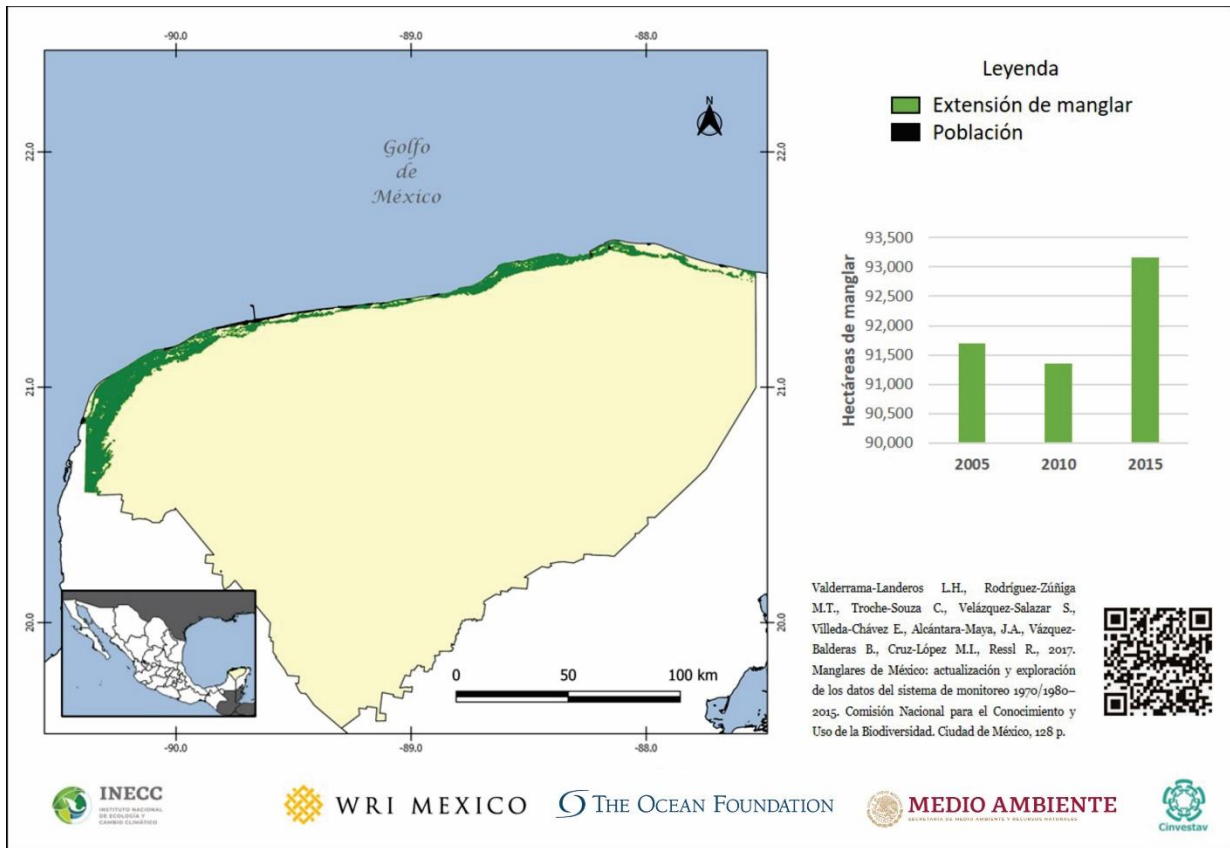 -90.0
-89.0
-88.0
22.0
22.0
N
Golfo
de
México
21.0
21.0
20.0
20.0
0
50
100 km
-90.0
-89.0
-88.0
Leyenda
Extensión de manglar
Población
Hectáreas de manglar
93,500
93,000
92,500
92,000
91,500
91,000
90,500
90,000
2005
2010
2015
Valderrama-Landeros L.H., Rodríguez-Zúñiga
M.T., Troche-Souza C., Velázquez-Salazar S.,
Villeda-Chávez E., Alcántara-Maya, J.A., Vázquez-
Balderas B., Cruz-López M.I., Ressl R., 2017.
Manglares de México: actualización y exploración
de los datos del sistema de monitoreo 1970/1980–
2015. Comisión Nacional para el Conocimiento y
Uso de la Biodiversidad. Ciudad de México, 128 p.
INECC
INSTITUTO NACIONAL
DE ECOLOGÍA Y
CAMBIO CLIMÁTICO
WRI MEXICO
THE OCEAN FOUNDATION
MEDIO AMBIENTE
SECRETARÍA DE MEDIO AMBIENTE Y RECURSOS NATURALES
Cinvestav